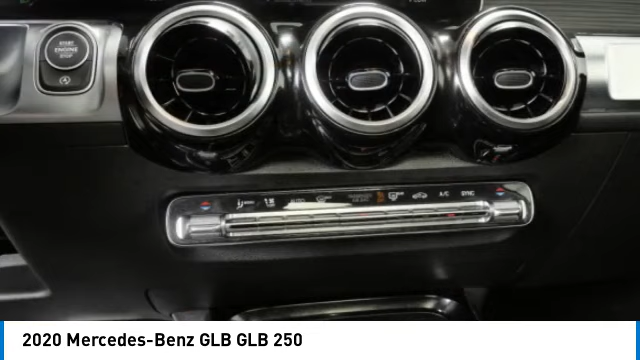 START
ENGINE
STOP
AUTO
A/C
SYNC
2020 Mercedes-Benz GLB GLB 250